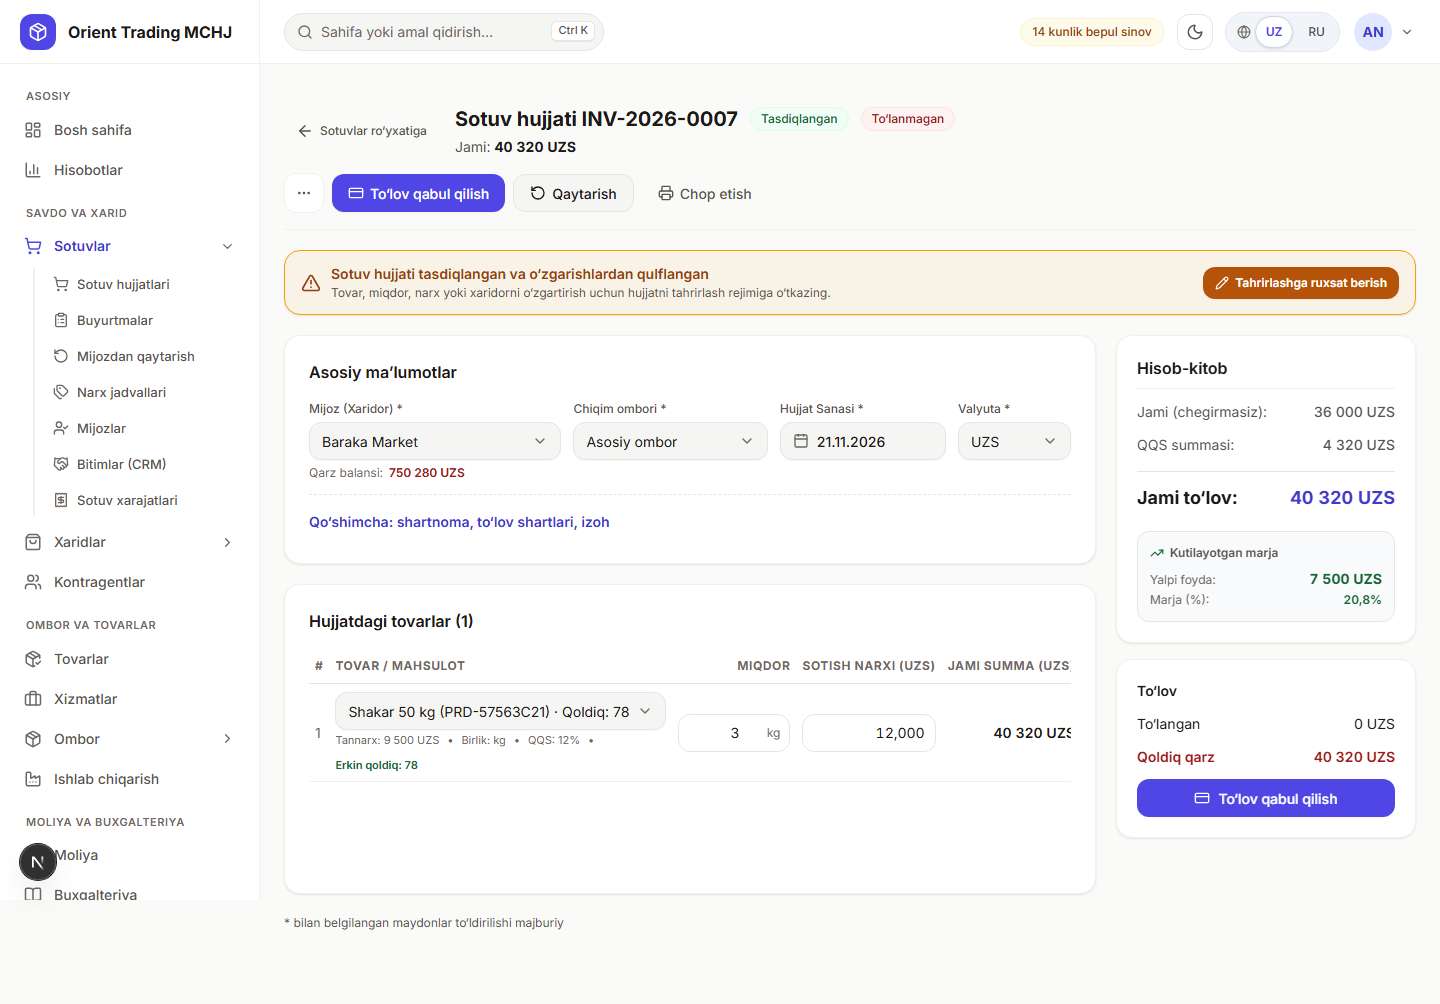 Orient Trading MCHJ
Sahifa yoki amal qidirish...
Ctrl K
14 kunlik bepul sinov
UZ
RU
AN
ASOSIY
Bosh sahifa
Hisobotlar
SAVDO VA XARID
Sotuvlar
Sotuv hujjatlari
Buyurtmalar
Mijozdan qaytarish
Narx jadvallari
Mijozlar
Bitimlar (CRM)
Sotuv xarajatlari
Xaridlar
Kontragentlar
OMBOR VA TOVARLAR
Tovarlar
Xizmatlar
Ombor
Ishlab chiqarish
MOLIYA VA BUXGALTERIYA
Moliya
Buxgalteriya
N
Sotuvlar ro‘yxatiga
Sotuv hujjati INV-2026-0007
Tasdiqlangan
To‘lanmagan
Jami: 40 320 UZS
To‘lov qabul qilish
Qaytarish
Chop etish
Sotuv hujjati tasdiqlangan va o‘zgarishlardan qulflangan
Tovar, miqdor, narx yoki xaridorni o‘zgartirish uchun hujjatni tahrirlash rejimiga o‘tkazing.
Tahrirlashga ruxsat berish
Asosiy ma’lumotlar
Mijoz (Xaridor) *
Chiqim ombori *
Hujjat Sanasi *
Valyuta *
Baraka Market
Asosiy ombor
21.11.2026
UZS
Qarz balansi: 750 280 UZS
Qo‘shimcha: shartnoma, to‘lov shartlari, izoh
Hujjatdagi tovarlar (1)
# TOVAR / MAHSULOT MIQDOR SOTISH NARXI (UZS) JAMI SUMMA (UZS)
1 Shakar 50 kg (PRD-57563C21) · Qoldiq: 78 3 kg 12,000 40 320 UZS
Tannarx: 9 500 UZS • Birlik: kg • QQS: 12% •
Erkin qoldiq: 78
* bilan belgilangan maydonlar to‘ldirilishi majburiy
Hisob-kitob
Jami (chegirmasiz): 36 000 UZS
QQS summasi: 4 320 UZS
Jami to‘lov: 40 320 UZS
Kutilayotgan marja
Yalpi foyda: 7 500 UZS
Marja (%): 20,8%
To‘lov
To‘langan 0 UZS
Qoldiq qarz 40 320 UZS
To‘lov qabul qilish